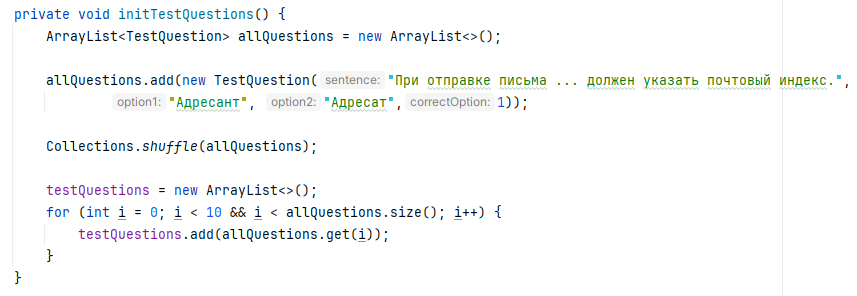 private void initTestQuestions() {
ArrayList<TestQuestion> allQuestions = new ArrayList<>();
allQuestions.add(new TestQuestion( sentence: "При отправке письма ... должен указать почтовый индекс.",
option1: "Адресант", option2: "Адресат", correctOption: 1));
Collections.shuffle(allQuestions);
testQuestions = new ArrayList<>();
for (int i = 0; i < 10 && i < allQuestions.size(); i++) {
testQuestions.add(allQuestions.get(i));
}
}